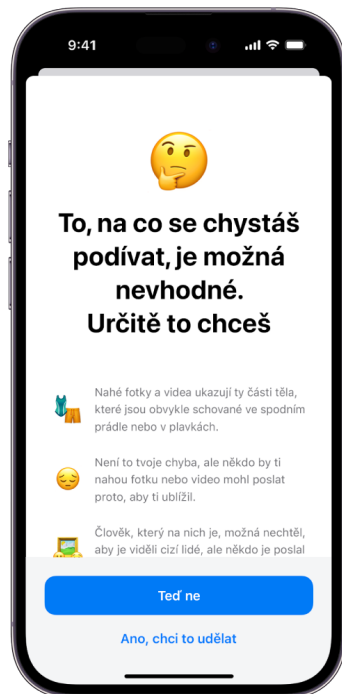 9:41
To, na co se chystáš
podívat, je možná
nevhodné.
Určitě to chceš
Nahé fotky a videa ukazují ty části těla,
které jsou obvykle schované ve spodním
prádle nebo v plavkách.
Není to tvoje chyba, ale někdo by ti
nahou fotku nebo video mohl poslat
proto, aby ti ublížil.
Člověk, který na nich je, možná nechtěl,
aby je viděli cizí lidé, ale někdo je poslal
Teď ne
Ano, chci to udělat